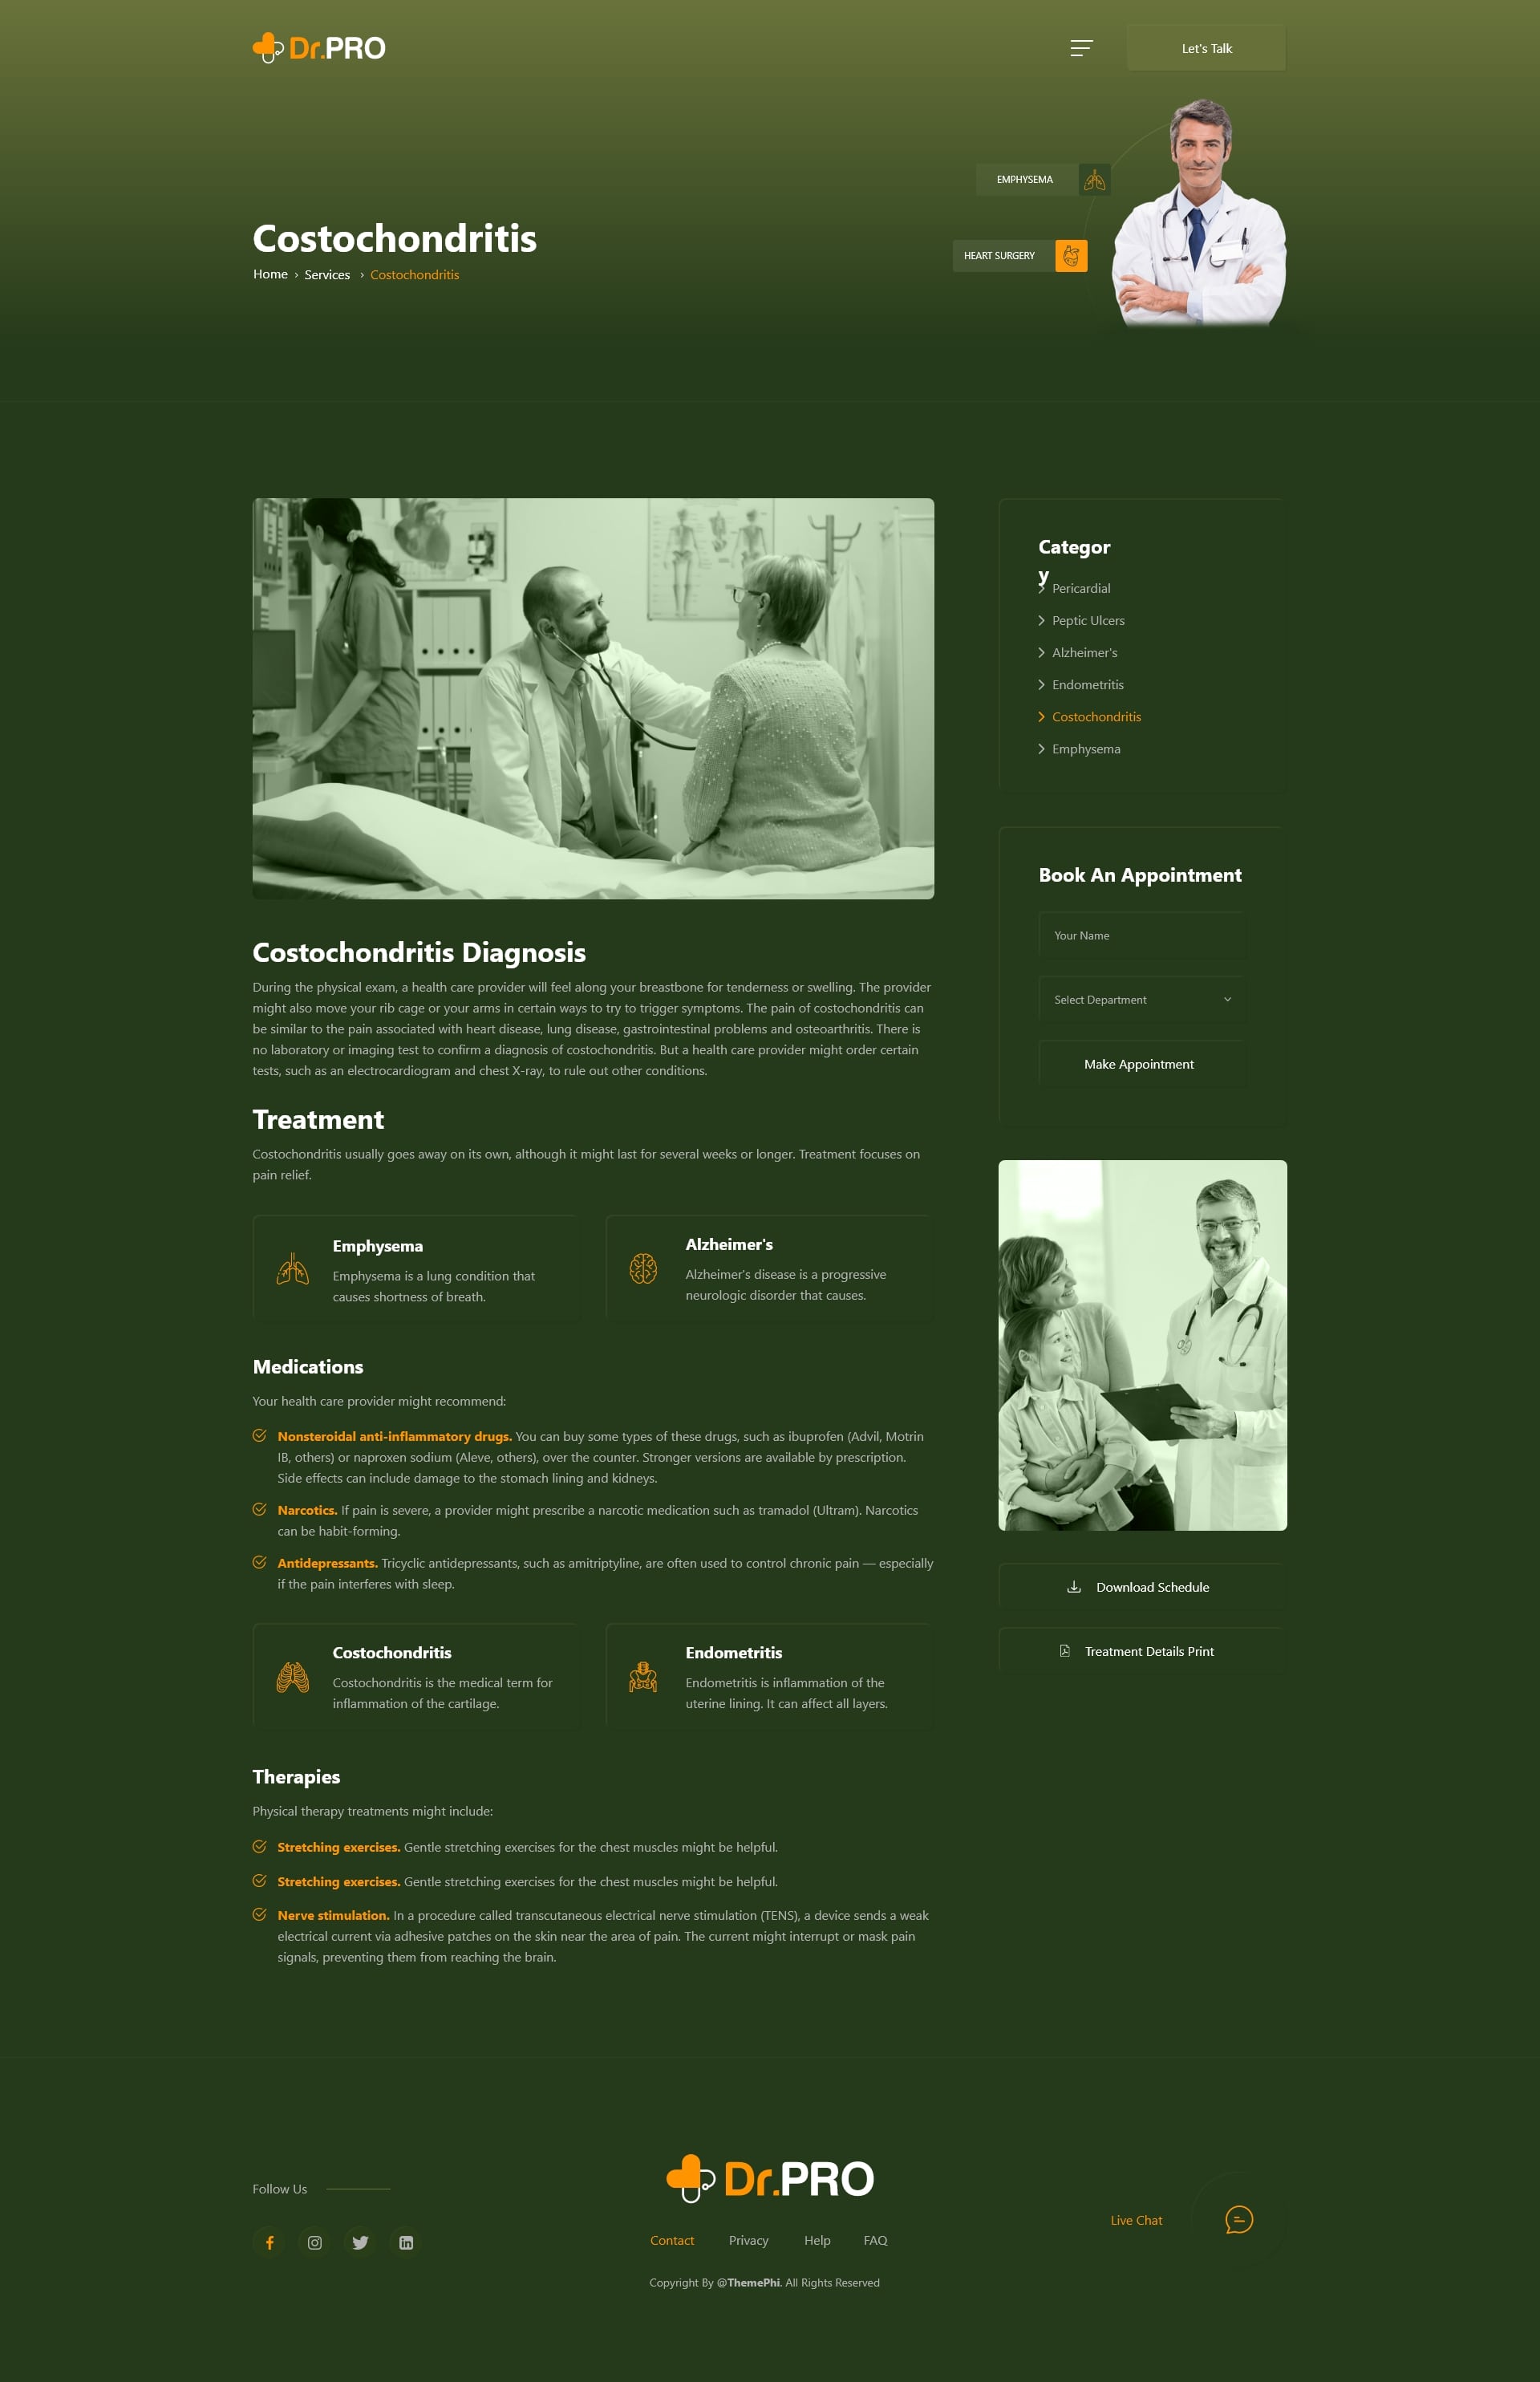 Dr.PRO
Let's Talk
EMPHYSEMA
HEART SURGERY
Costochondritis
Home › Services › Costochondritis
Categor
y
Pericardial
Peptic Ulcers
Alzheimer's
Endometritis
Costochondritis
Emphysema
Book An Appointment
Your Name
Select Department
Make Appointment
Costochondritis Diagnosis
During the physical exam, a health care provider will feel along your breastbone for tenderness or swelling. The provider
might also move your rib cage or your arms in certain ways to try to trigger symptoms. The pain of costochondritis can
be similar to the pain associated with heart disease, lung disease, gastrointestinal problems and osteoarthritis. There is
no laboratory or imaging test to confirm a diagnosis of costochondritis. But a health care provider might order certain
tests, such as an electrocardiogram and chest X-ray, to rule out other conditions.
Treatment
Costochondritis usually goes away on its own, although it might last for several weeks or longer. Treatment focuses on
pain relief.
Emphysema
Emphysema is a lung condition that
causes shortness of breath.
Alzheimer's
Alzheimer's disease is a progressive
neurologic disorder that causes.
Medications
Your health care provider might recommend:
Nonsteroidal anti-inflammatory drugs. You can buy some types of these drugs, such as ibuprofen (Advil, Motrin
IB, others) or naproxen sodium (Aleve, others), over the counter. Stronger versions are available by prescription.
Side effects can include damage to the stomach lining and kidneys.
Narcotics. If pain is severe, a provider might prescribe a narcotic medication such as tramadol (Ultram). Narcotics
can be habit-forming.
Antidepressants. Tricyclic antidepressants, such as amitriptyline, are often used to control chronic pain — especially
if the pain interferes with sleep.
Costochondritis
Costochondritis is the medical term for
inflammation of the cartilage.
Endometritis
Endometritis is inflammation of the
uterine lining. It can affect all layers.
Therapies
Physical therapy treatments might include:
Stretching exercises. Gentle stretching exercises for the chest muscles might be helpful.
Stretching exercises. Gentle stretching exercises for the chest muscles might be helpful.
Nerve stimulation. In a procedure called transcutaneous electrical nerve stimulation (TENS), a device sends a weak
electrical current via adhesive patches on the skin near the area of pain. The current might interrupt or mask pain
signals, preventing them from reaching the brain.
Download Schedule
Treatment Details Print
Follow Us
Dr.PRO
Contact Privacy Help FAQ
Copyright By @ThemePhi. All Rights Reserved
Live Chat